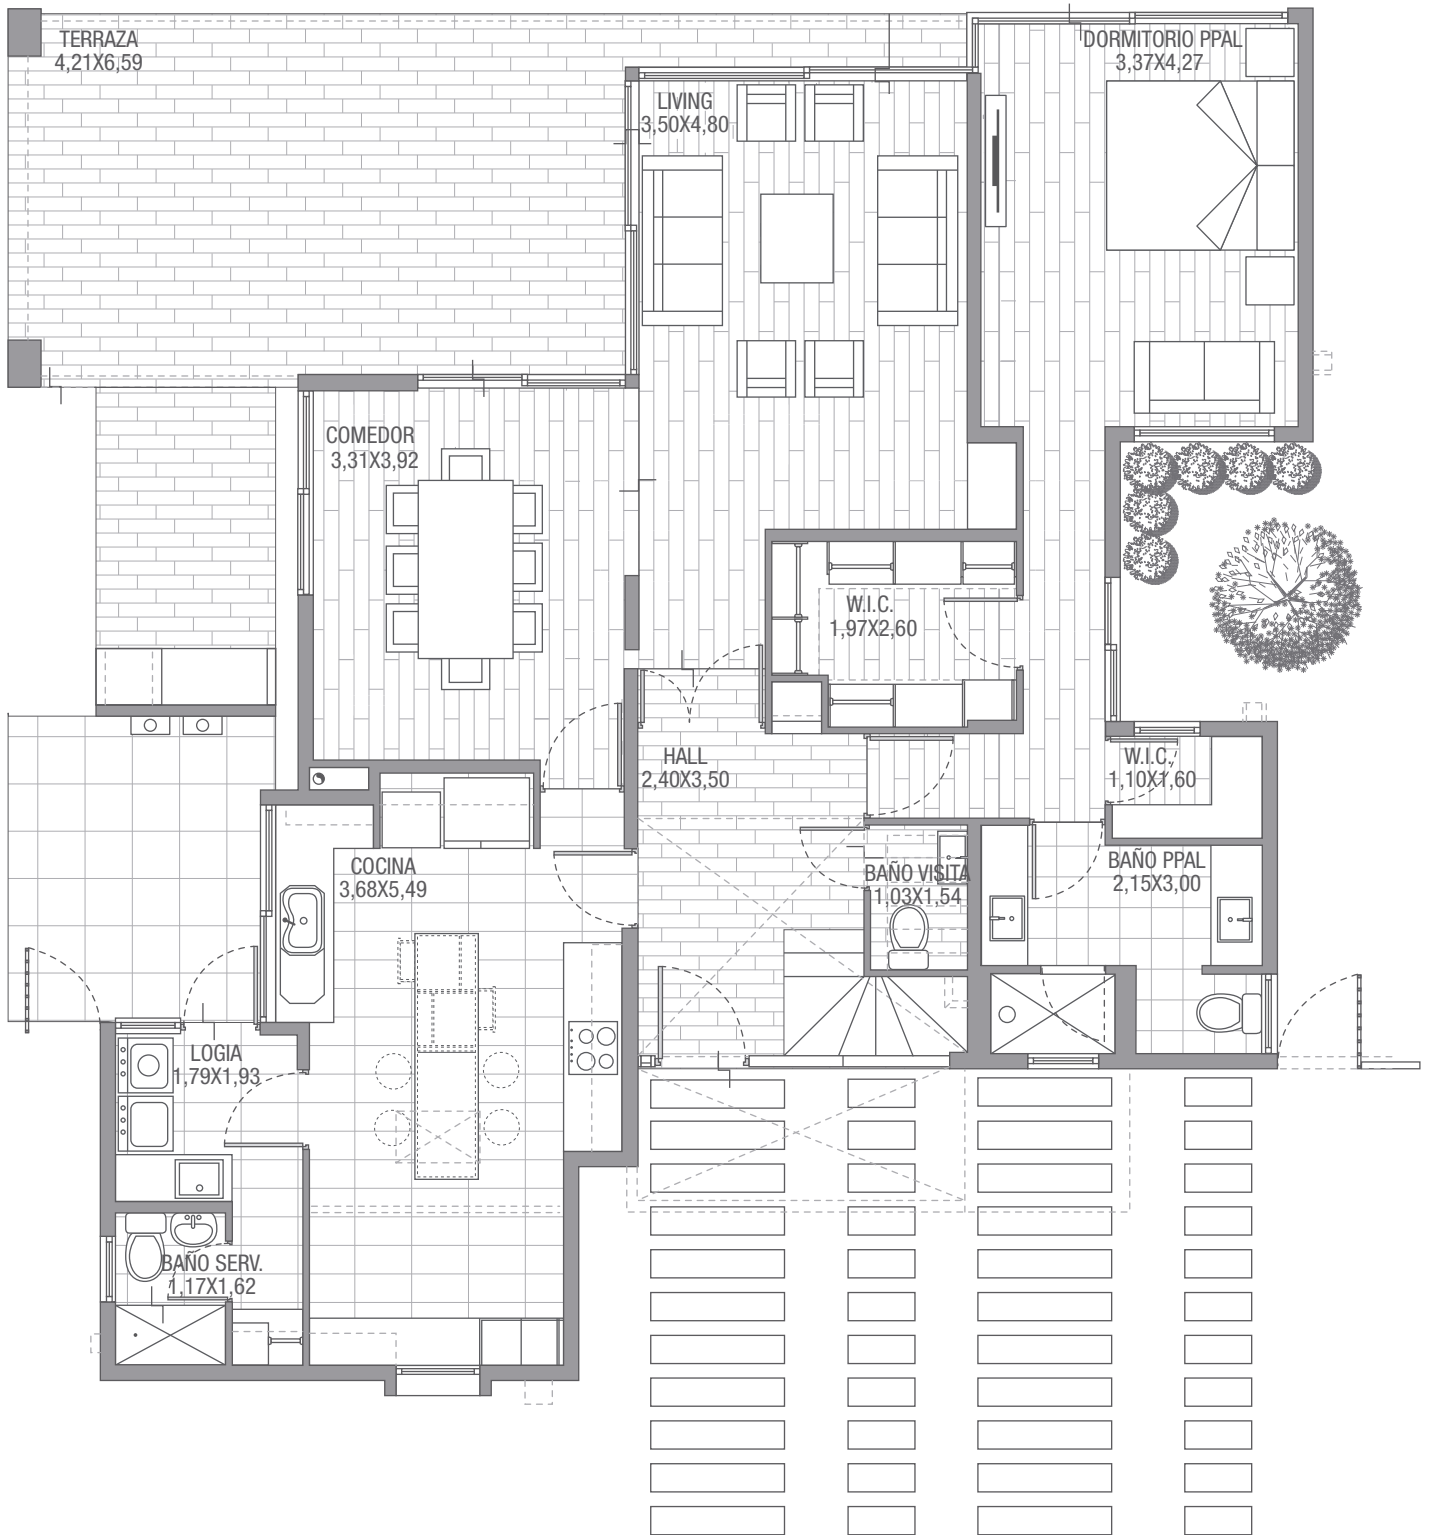 TERRAZA
4,21X6,59
DORMITORIO PPAL
3,37X4,27
LIVING
3,50X4,80
COMEDOR
3,31X3,92
W.I.C.
1,97X2,60
HALL
2,40X3,50
W.I.C.
1,10X1,60
COCINA
3,68X5,49
BAÑO VISITA
1,03X1,54
BAÑO PPAL
2,15X3,00
LOGIA
1,79X1,93
BAÑO SERV.
1,17X1,62